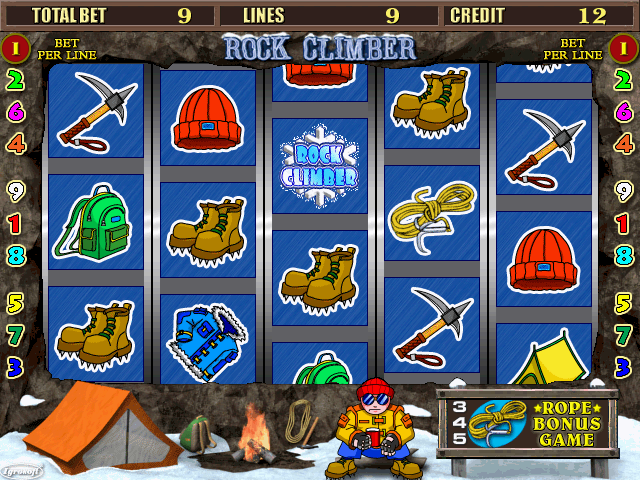 TOTAL BET 9 LINES 9 CREDIT 12
ROCK CLIMBER
1 BET PER LINE
BET PER LINE 1
2 2
6 6
4 4
9 9
1 1
8 8
5 5
7 7
3 3
ROCK
CLIMBER
3
4
5
ROPE
BONUS
GAME
Igrosoft